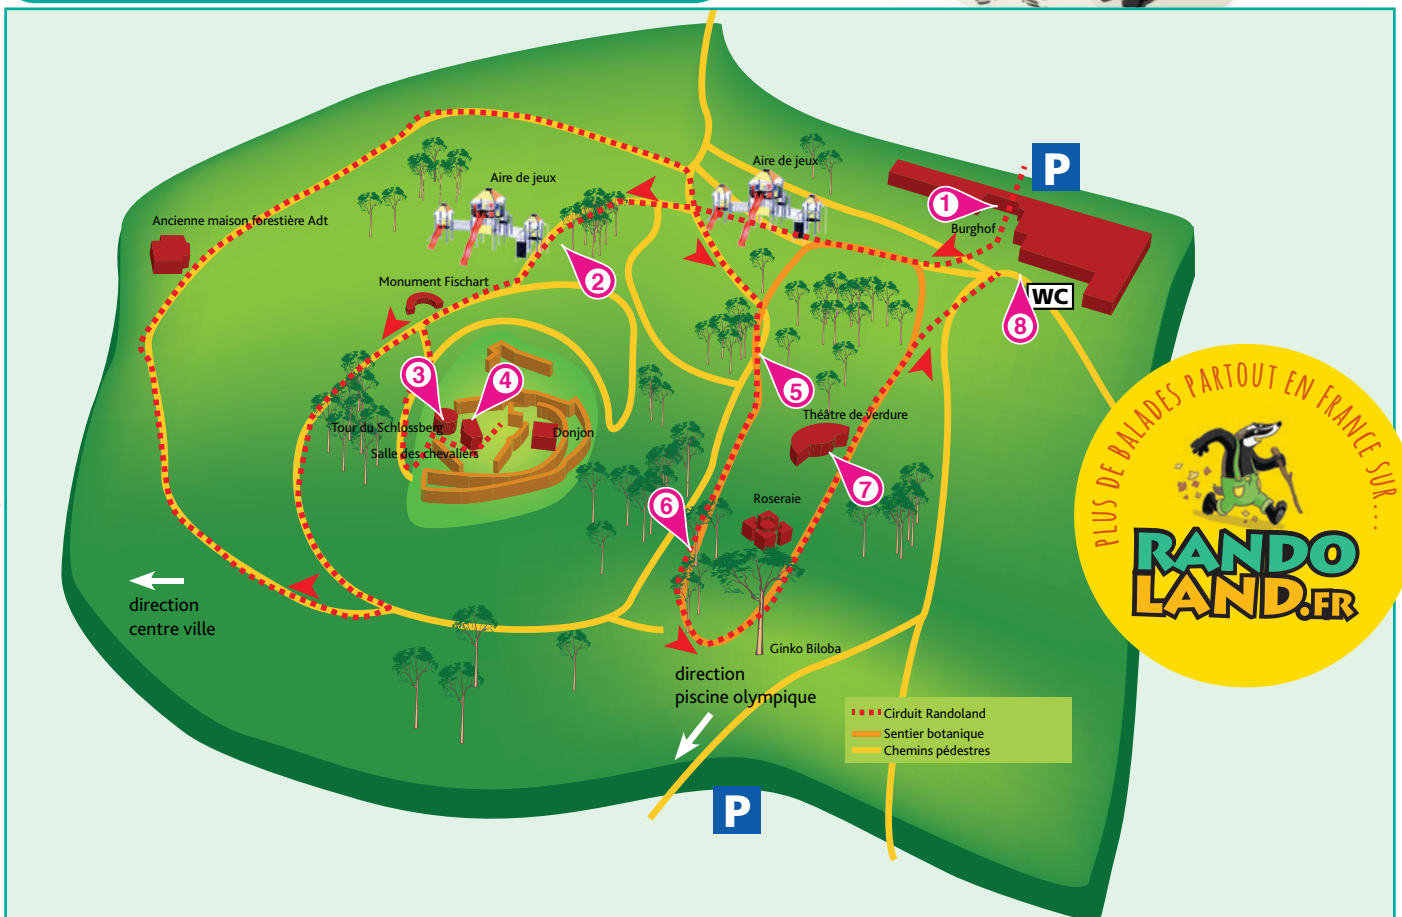 P
Aire de jeux
Aire de jeux
1
Burghof
Ancienne maison forestière Adt
2
Monument Fischart
WC
8
3
4
5
Tour du Schlossberg
Donjon
Salle des chevaliers
Théâtre de verdure
7
6
Roseraie
PLUS DE BALADES PARTOUT EN FRANCE SUR...
RANDO
LAND.FR
direction
centre ville
Ginko Biloba
direction
piscine olympique
Cirduit Randoland
Sentier botanique
Chemins pédestres
P